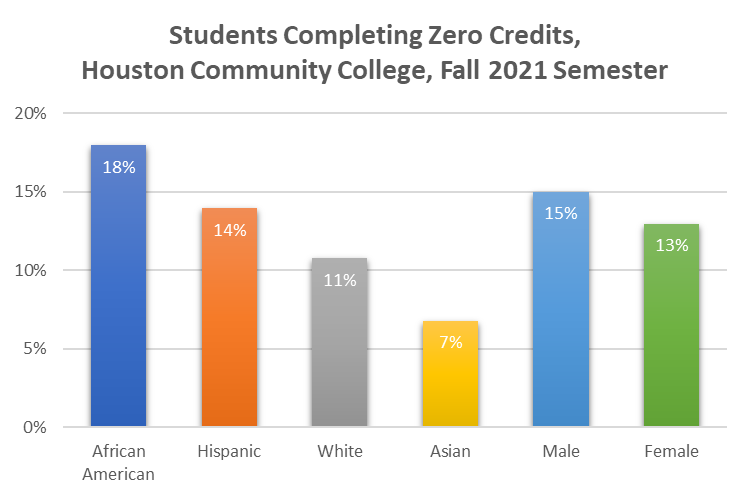 Students Completing Zero Credits,
Houston Community College, Fall 2021 Semester
20%
15%
10%
5%
0%
18%
14%
11%
7%
15%
13%
African
American
Hispanic
White
Asian
Male
Female